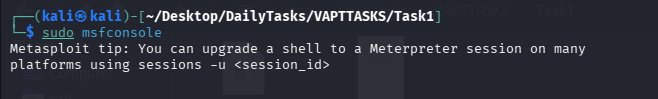 ┌──(kali㉿kali)-[~/Desktop/DailyTasks/VAPTTASKS/Task1]
└─$ sudo msfconsole
Metasploit tip: You can upgrade a shell to a Meterpreter session on many
platforms using sessions -u <session_id>